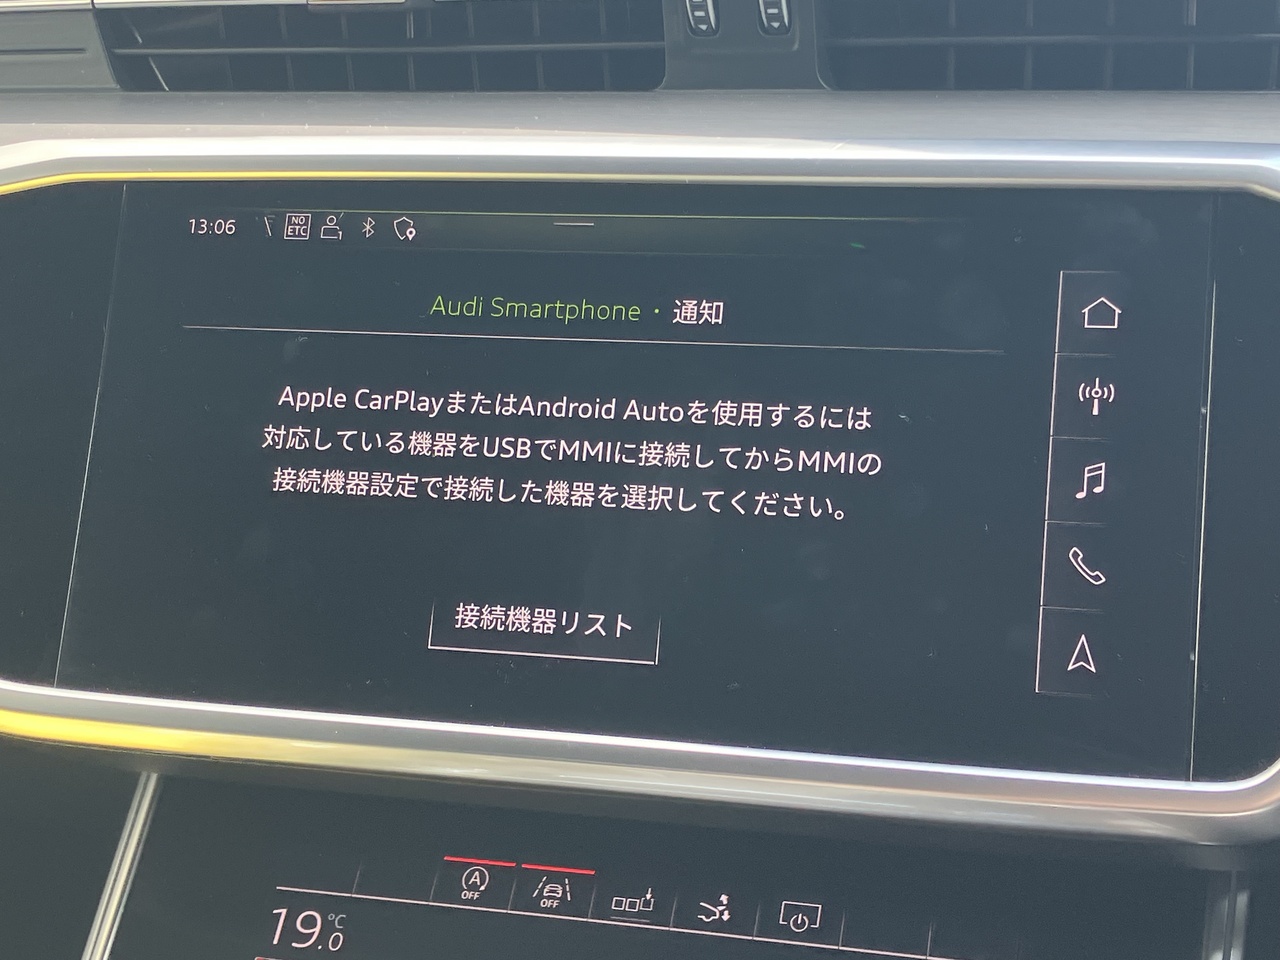 13:06 NO ETC 1
Audi Smartphone・通知
Apple CarPlayまたはAndroid Autoを使用するには
対応している機器をUSBでMMIに接続してからMMIの
接続機器設定で接続した機器を選択してください。
接続機器リスト
A OFF OFF
19.0 °C